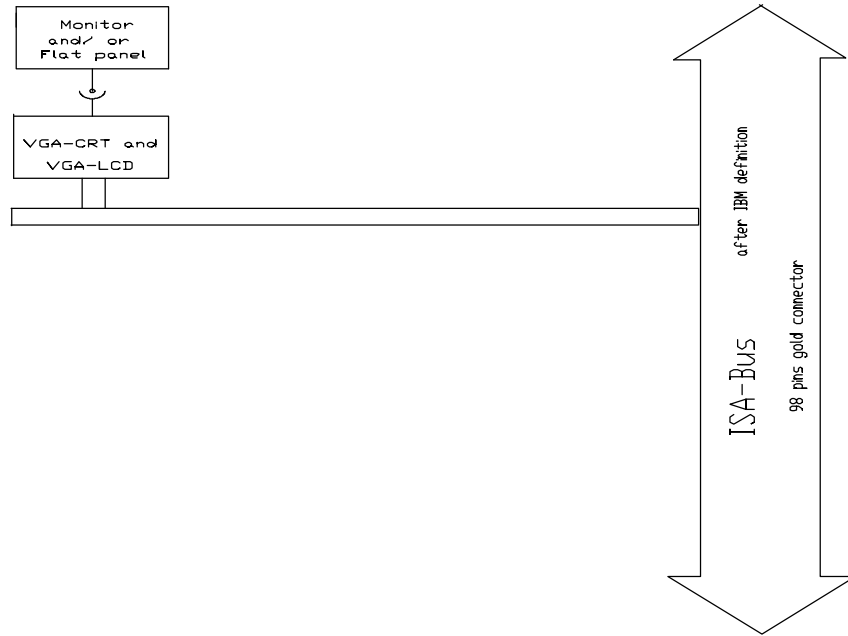 Monitor
and/ or
Flat panel
VGA-CRT and
VGA-LCD
ISA-Bus after IBM definition
98 pins gold connector